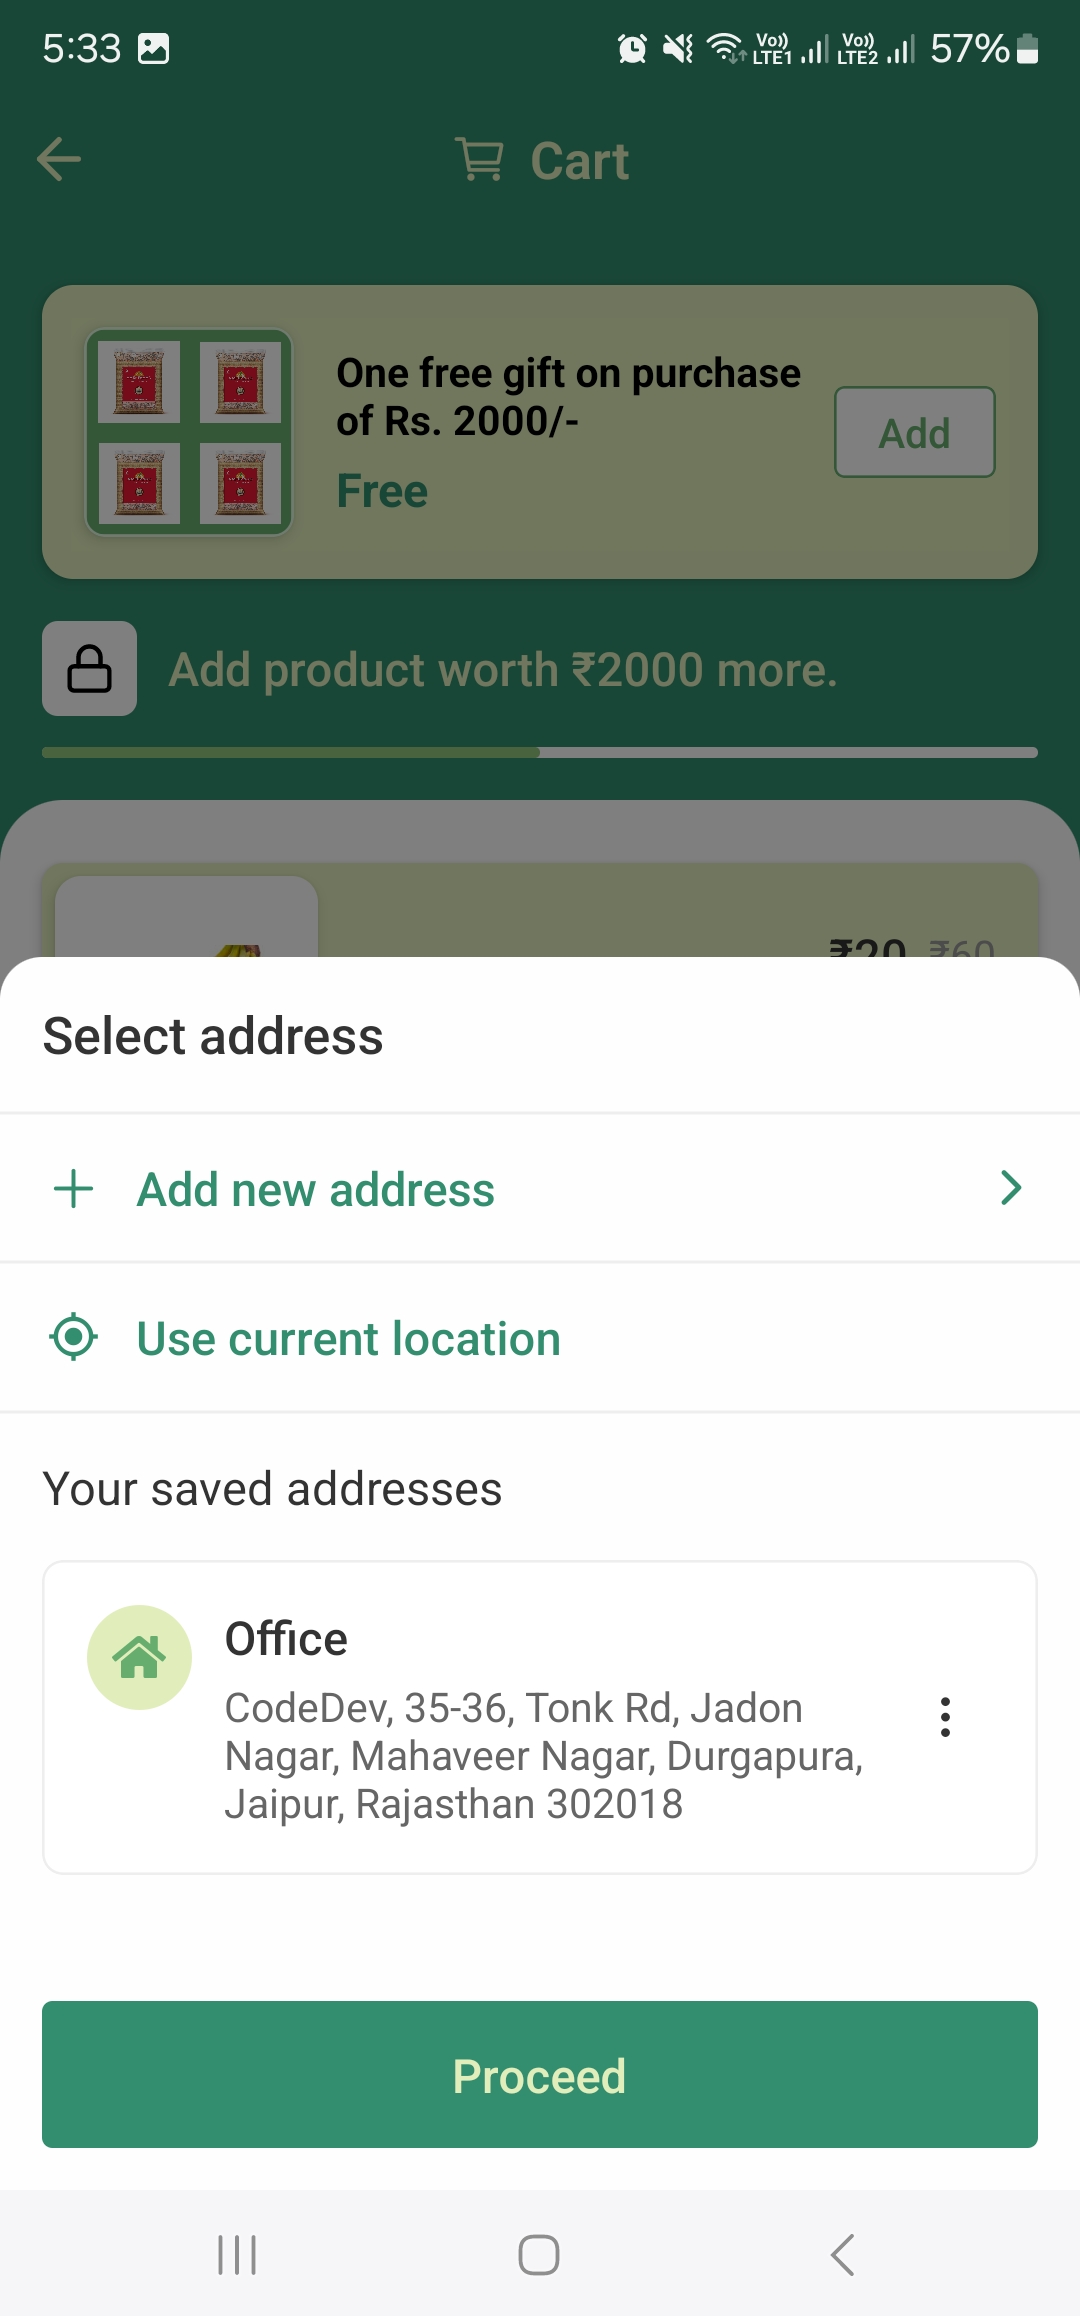 5:33
Vo)) LTE1 Vo)) LTE2 57%
Cart
One free gift on purchase
of Rs. 2000/-
Add
Free
Add product worth ₹2000 more.
₹20 ₹60
Select address
Add new address
Use current location
Your saved addresses
Office
CodeDev, 35-36, Tonk Rd, Jadon
Nagar, Mahaveer Nagar, Durgapura,
Jaipur, Rajasthan 302018
Proceed